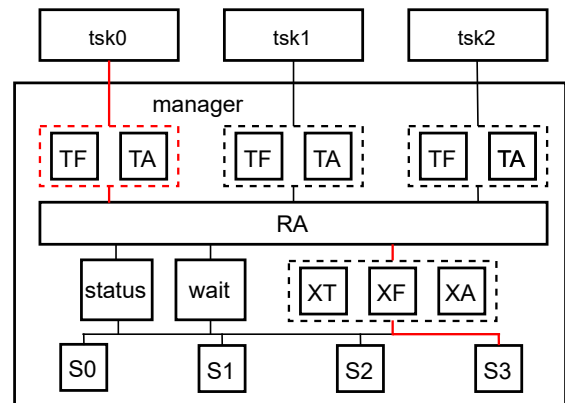 tsk0 tsk1 tsk2
manager
TF TA TF TA TF TA
RA
status wait XT XF XA
S0 S1 S2 S3